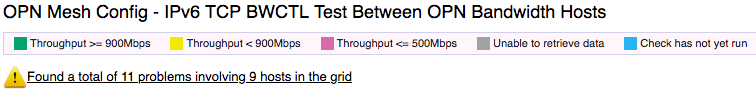 OPN Mesh Config - IPv6 TCP BWCTL Test Between OPN Bandwidth Hosts
Throughput >= 900Mbps Throughput < 900Mbps Throughput <= 500Mbps Unable to retrieve data Check has not yet run
Found a total of 11 problems involving 9 hosts in the grid